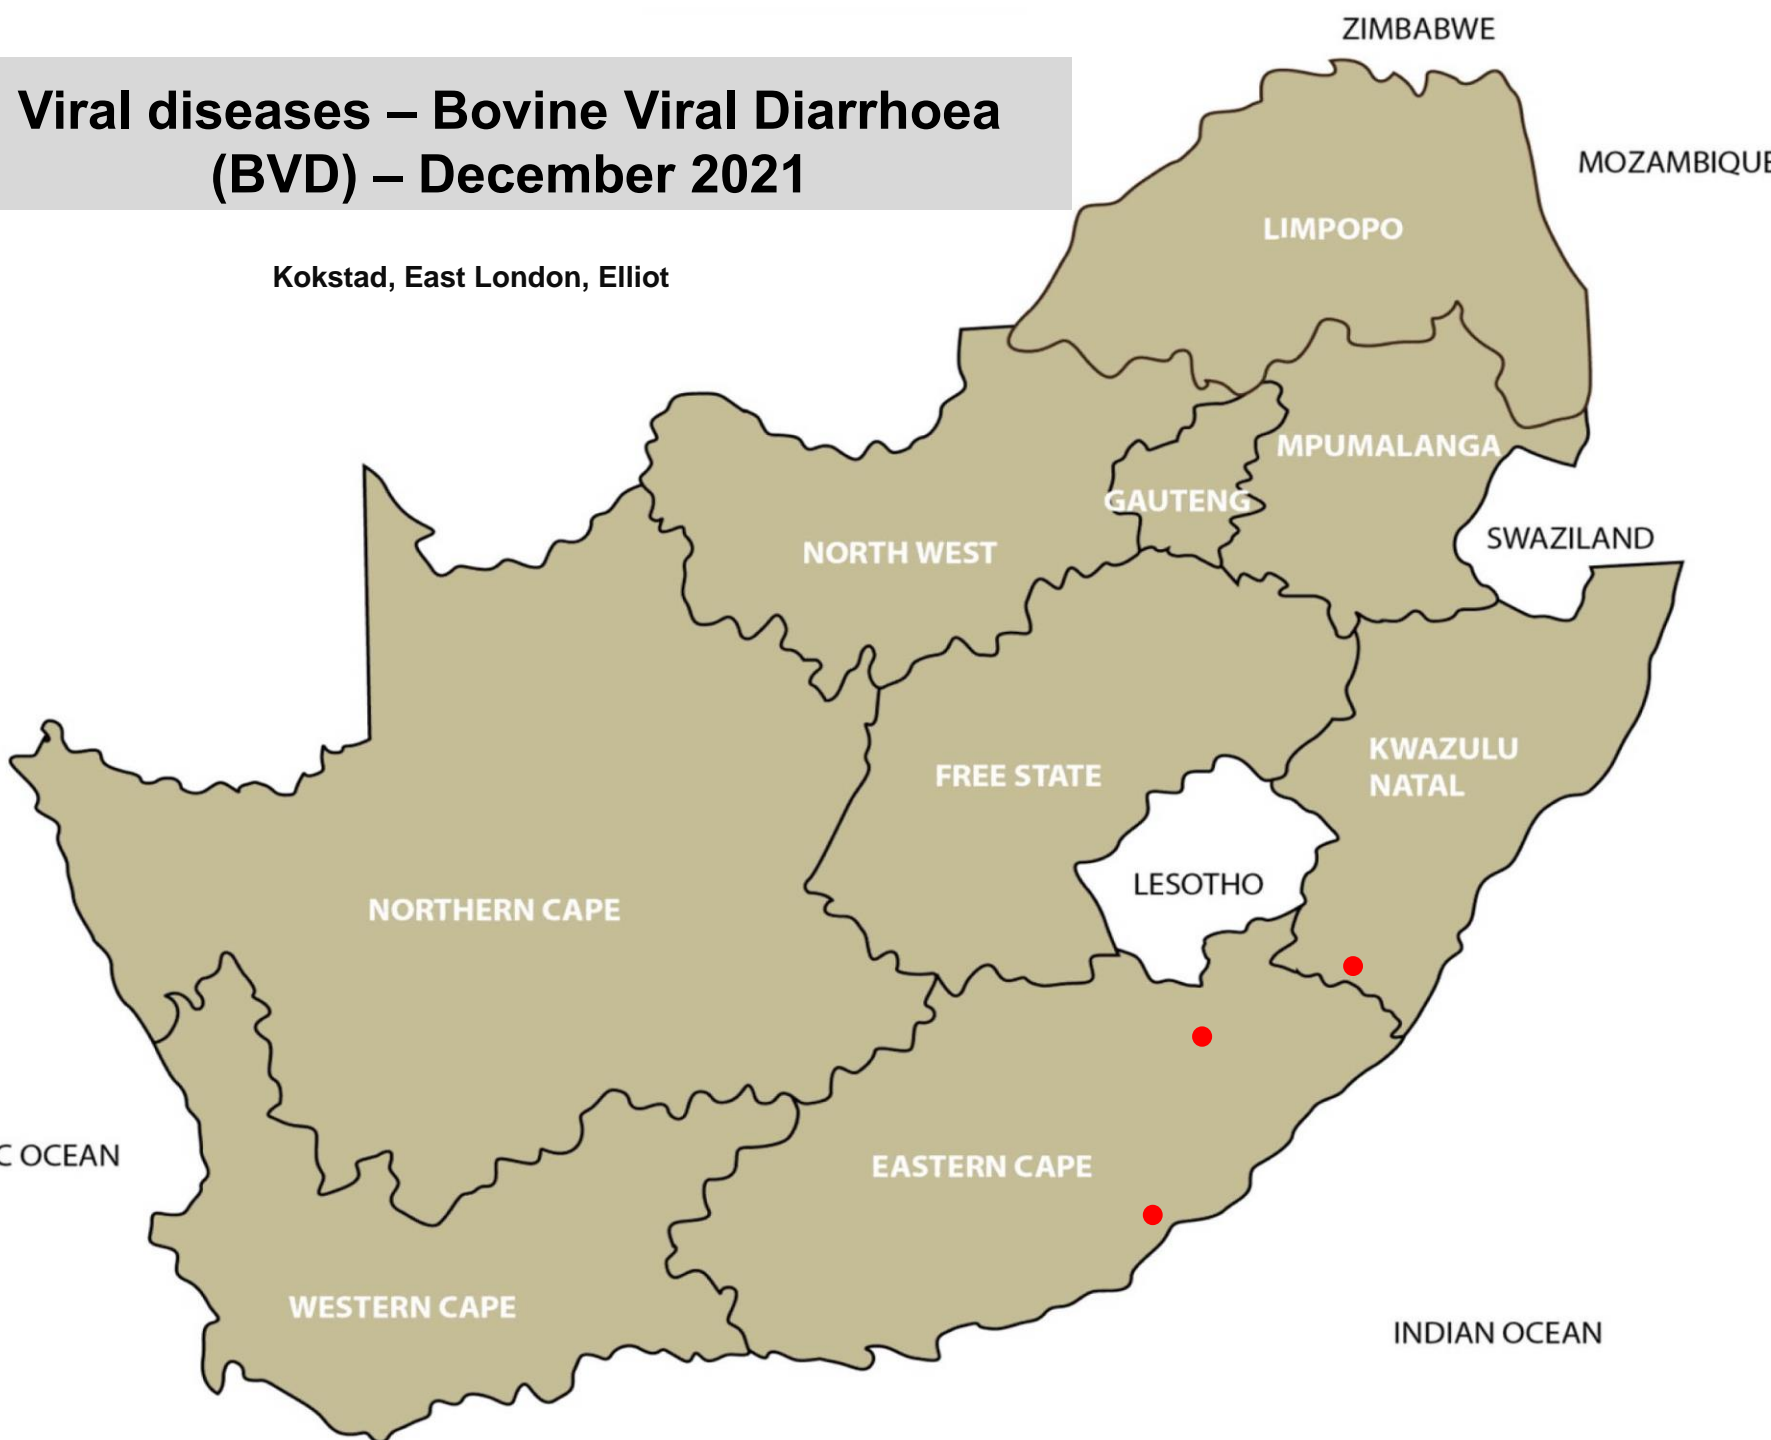 ZIMBABWE
Viral diseases – Bovine Viral Diarrhoea
(BVD) – December 2021
MOZAMBIQUE
LIMPOPO
Kokstad, East London, Elliot
MPUMALANGA
GAUTENG
SWAZILAND
NORTH WEST
KWAZULU
NATAL
FREE STATE
LESOTHO
NORTHERN CAPE
C OCEAN
EASTERN CAPE
WESTERN CAPE
INDIAN OCEAN